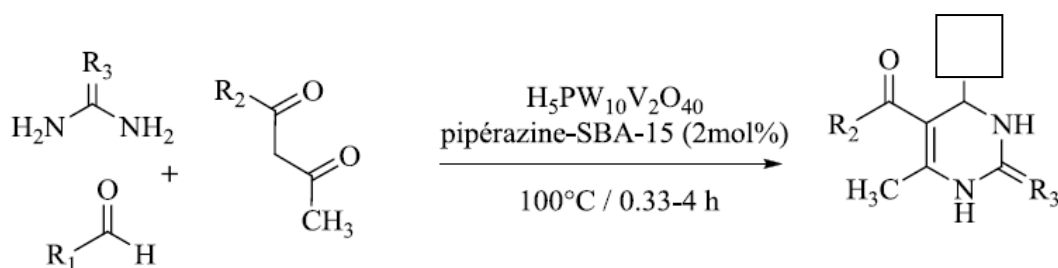 R₃
H₂N NH₂
+
O
R₁ H
R₂ O
O
CH₃
H₅PW₁₀V₂O₄₀
pipérazine-SBA-15 (2mol%)
100°C / 0.33-4 h
O
R₂ NH
H₃C N R₃
H